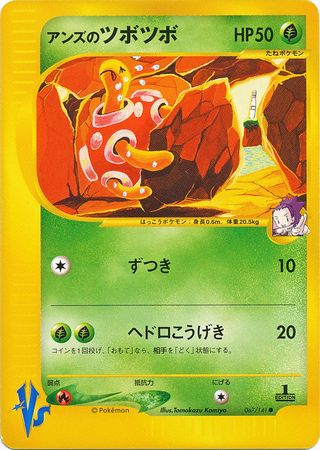 アンズのツボツボ HP50
たねポケモン
はっこうポケモン：身長0.6m、体重20.5kg
ずつき 10
ヘドロこうげき 20
コインを1回投げ、「おもて」なら、相手を「どく」状態にする。
弱点 抵抗力 にげる
VS
©Pokémon Illus.Tomokazu Komiya 067/141 ●
1
EDITION